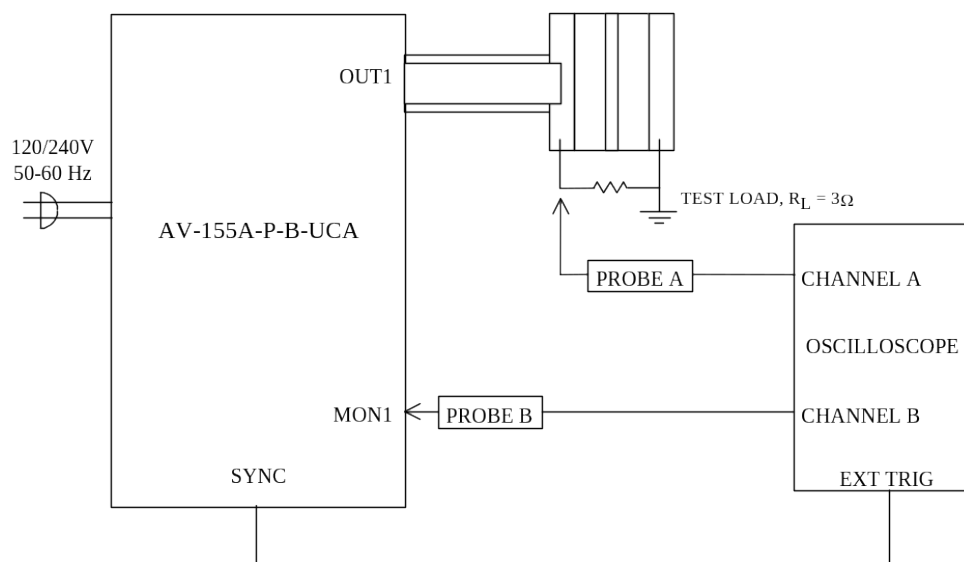 OUT1
120/240V
50-60 Hz
TEST LOAD, RL = 3Ω
AV-155A-P-B-UCA
PROBE A
CHANNEL A
OSCILLOSCOPE
MON1
PROBE B
CHANNEL B
SYNC
EXT TRIG